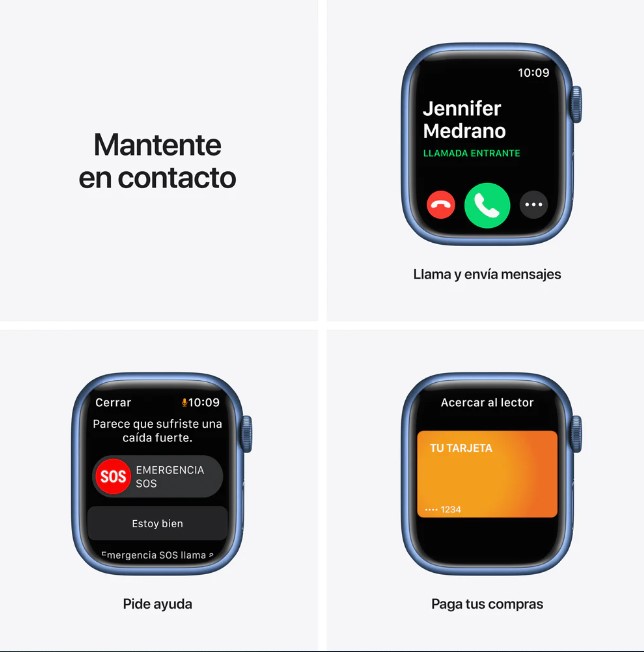 Mantente
en contacto
10:09
Jennifer
Medrano
LLAMADA ENTRANTE
Llama y envía mensajes
Cerrar
10:09
Parece que sufriste una
caída fuerte.
SOS
EMERGENCIA
SOS
Estoy bien
Emergencia SOS llama a
Pide ayuda
Acercar al lector
TU TARJETA
•••• 1234
Paga tus compras